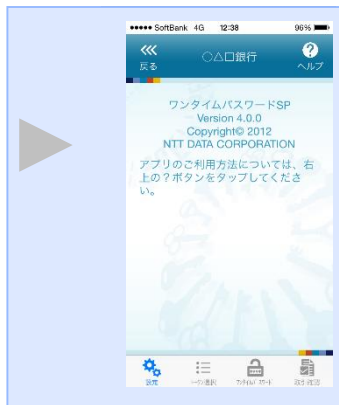 SoftBank 4G 12:38 96%
戻る
○△口銀行
?
ヘルプ
ワンタイムパスワードSP
Version 4.0.0
Copyright© 2012
NTT DATA CORPORATION
アプリのご利用方法については、右
上の?ボタンをタップしてくださ
い。
設定